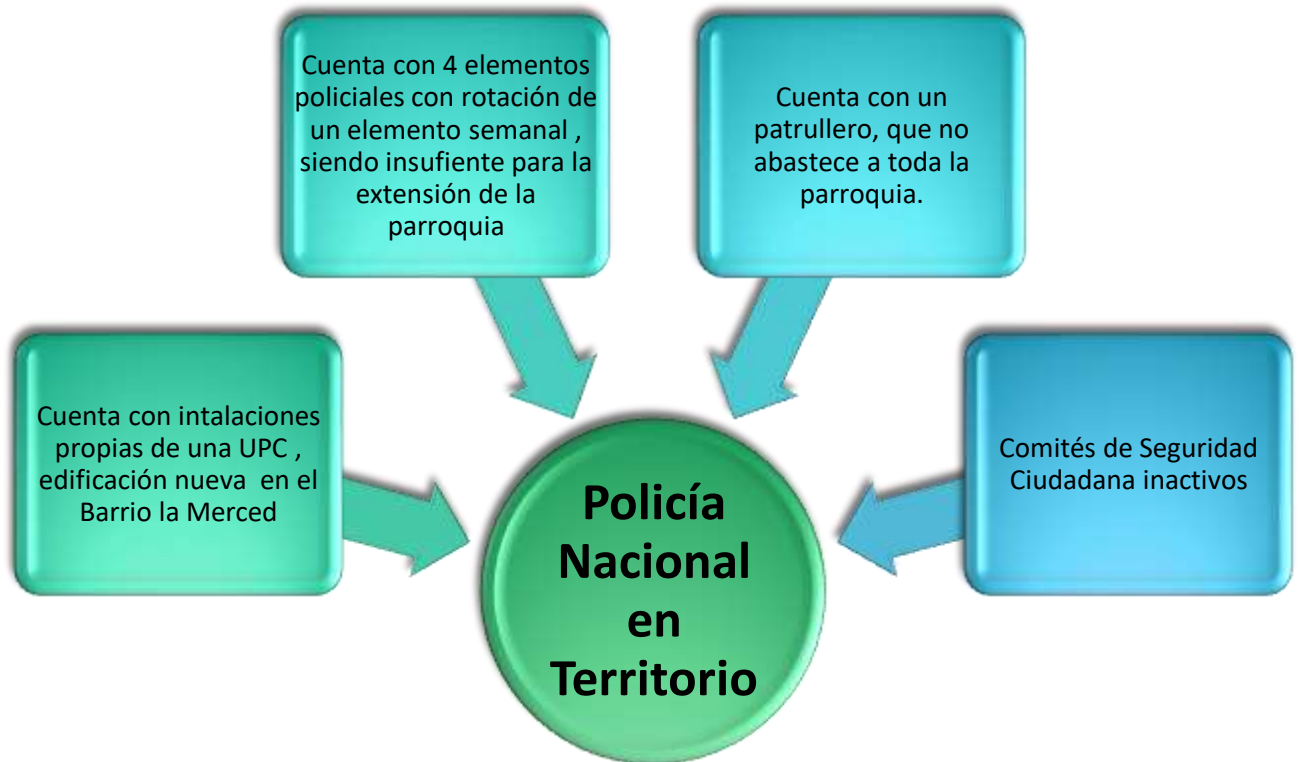 Cuenta con 4 elementos
policiales con rotación de
un elemento semanal ,
siendo insufiente para la
extensión de la
parroquia
Cuenta con un
patrullero, que no
abastece a toda la
parroquia.
Cuenta con intalaciones
propias de una UPC ,
edificación nueva en el
Barrio la Merced
Comités de Seguridad
Ciudadana inactivos
Policía
Nacional
en
Territorio